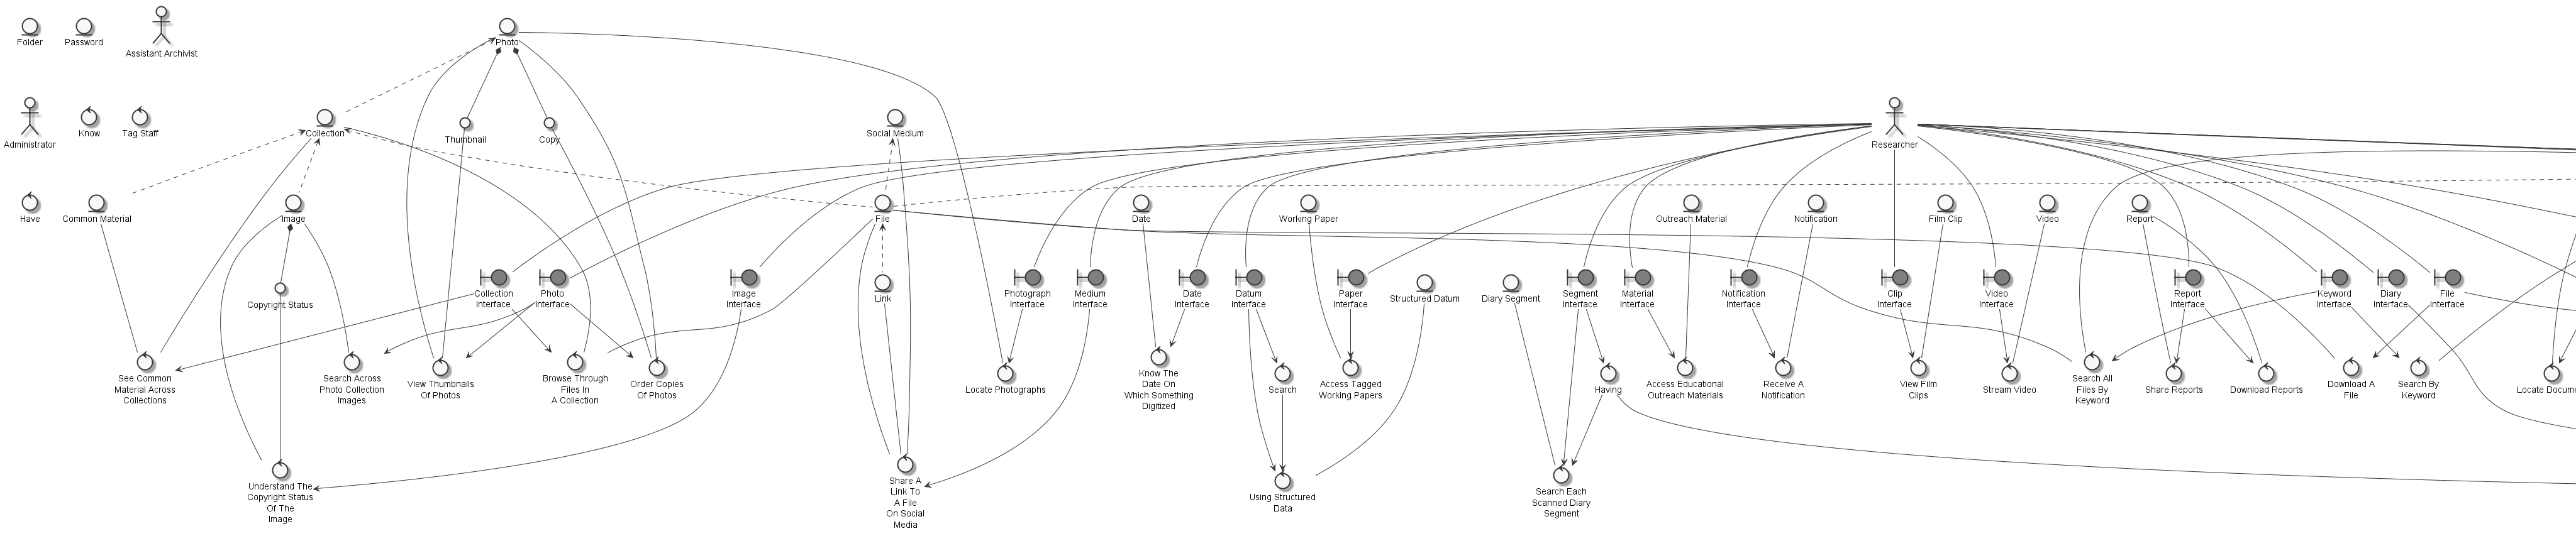 Folder
Password
Assistant Archivist
Photo
Administrator
Know
Tag Staff
Collection
Thumbnail
Copy
Social Medium
Researcher
Have
Common Material
Image
File
Date
Working Paper
Outreach Material
Notification
Film Clip
Video
Report
Copyright Status
Collection
Interface
Photo
Interface
Image
Interface
Link
Photograph
Interface
Medium
Interface
Date
Interface
Datum
Interface
Paper
Interface
Structured Datum
Diary Segment
Segment
Interface
Material
Interface
Notification
Interface
Clip
Interface
Video
Interface
Report
Interface
Keyword
Interface
Diary
Interface
File
Interface
See Common
Material Across
Collections
Search Across
Photo Collection
Images
View Thumbnails
Of Photos
Browse Through
Files In
A Collection
Order Copies
Of Photos
Locate Photographs
Know The
Date On
Which Something
Digitized
Search
Access Tagged
Working Papers
Having
Access Educational
Outreach Materials
Receive A
Notification
View Film
Clips
Stream Video
Search All
Files By
Keyword
Share Reports
Download Reports
Download A
File
Search By
Keyword
Locate Docume
Understand The
Copyright Status
Of The
Image
Share A
Link To
A File
On Social
Media
Using Structured
Data
Search Each
Scanned Diary
Segment